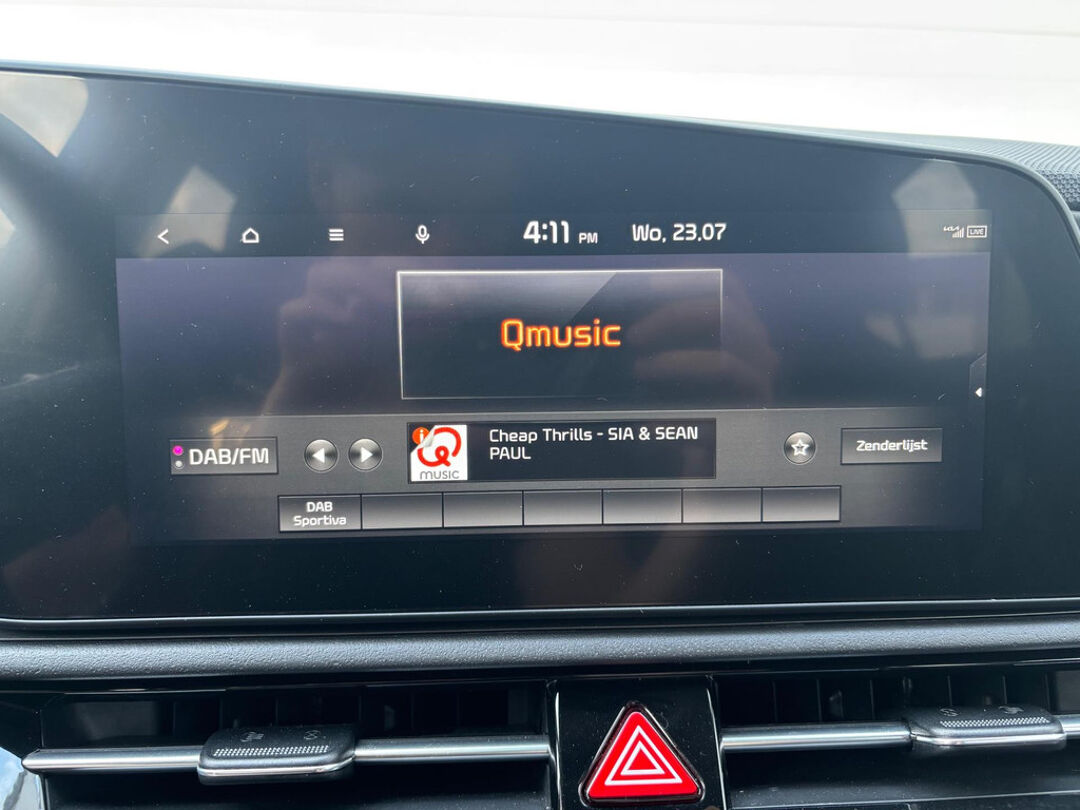 4:11 PM Wo, 23.07 LIVE
Qmusic
DAB/FM
MUSIC
Cheap Thrills - SIA & SEAN
PAUL
Zenderlijst
DAB
Sportiva